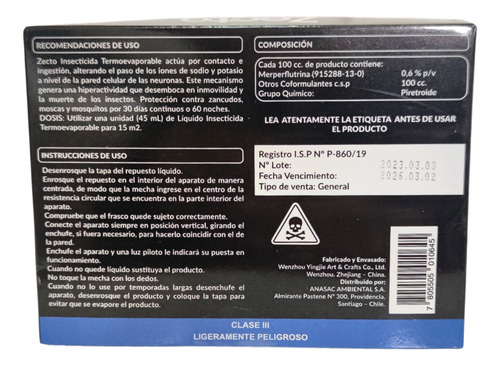 RECOMENDACIONES DE USO
Zecto Insecticida Termoevaporable actúa por contacto e
ingestión, alterando el paso de los iones de sodio y potasio
a nivel de la pared celular de las neuronas. Este mecanismo
genera una hiperactividad que desemboca en inmovilidad y
la muerte de los insectos. Protección contra zancudos,
moscas y mosquitos por 30 días continuos o 60 noches.
DOSIS: Utilizar una unidad (45 mL) de Líquido Insecticida
Termoevaporable para 15 m2.
INSTRUCCIONES DE USO
Desenrosque la tapa del repuesto líquido.
Enrosque el repuesto en el interior del aparato de manera
centrada, de modo que la mecha ingrese en el centro de la
resistencia circular que se encuentra en la parte interior del
aparato.
Compruebe que el frasco quede sujeto correctamente.
Conecte el aparato siempre en posición vertical, girando el
enchufe, si fuera necesario, para hacerlo coincidir con el de
la pared.
Enchufe el aparato y una luz piloto le indicará su puesta en
funcionamiento.
Cuando no quede líquido sustituya el producto.
No toque la mecha con los dedos.
Cuando no lo use por temporadas largas desenchufe el
aparato, desenrosque el producto y coloque la tapa para
evitar que se evapore el producto.
COMPOSICIÓN
Cada 100 cc. de producto contiene:
Merperflutrina (915288-13-0) 0,6 % p/v
Otros Coformulantes c.s.p 100 cc.
Grupo Químico: Piretroide
LEA ATENTAMENTE LA ETIQUETA ANTES DE USAR
EL PRODUCTO
Registro I.S.P Nº P-860/19
Nº Lote: 2023.03.03
Fecha Vencimiento: 2026.03.02
Tipo de venta: General
Fabricado y Envasado:
Wenzhou Yingjie Art & Crafts Co., Ltd.
Wenzhou. Zhejiang – China.
Distribuido por:
ANASAC AMBIENTAL S.A.
Almirante Pastene Nº 300, Providencia.
Santiago – Chile.
7 805505 010645
CLASE III
LIGERAMENTE PELIGROSO